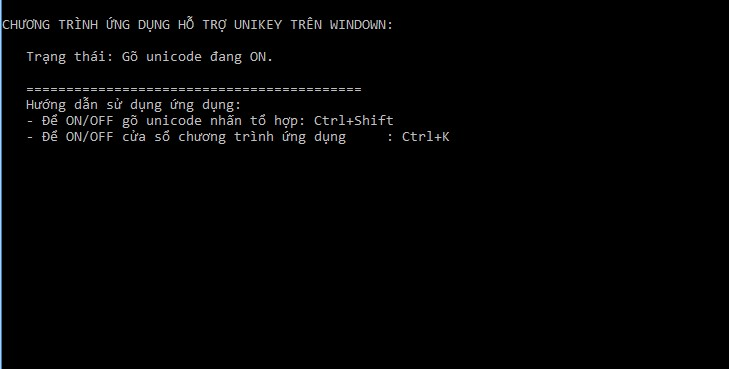 CHƯƠNG TRÌNH ỨNG DỤNG HỖ TRỢ UNIKEY TRÊN WINDOWN:
Trạng thái: Gõ unicode đang ON.
==========================================
Hướng dẫn sử dụng ứng dụng:
- Để ON/OFF gõ unicode nhấn tổ hợp: Ctrl+Shift
- Để ON/OFF cửa sổ chương trình ứng dụng     : Ctrl+K